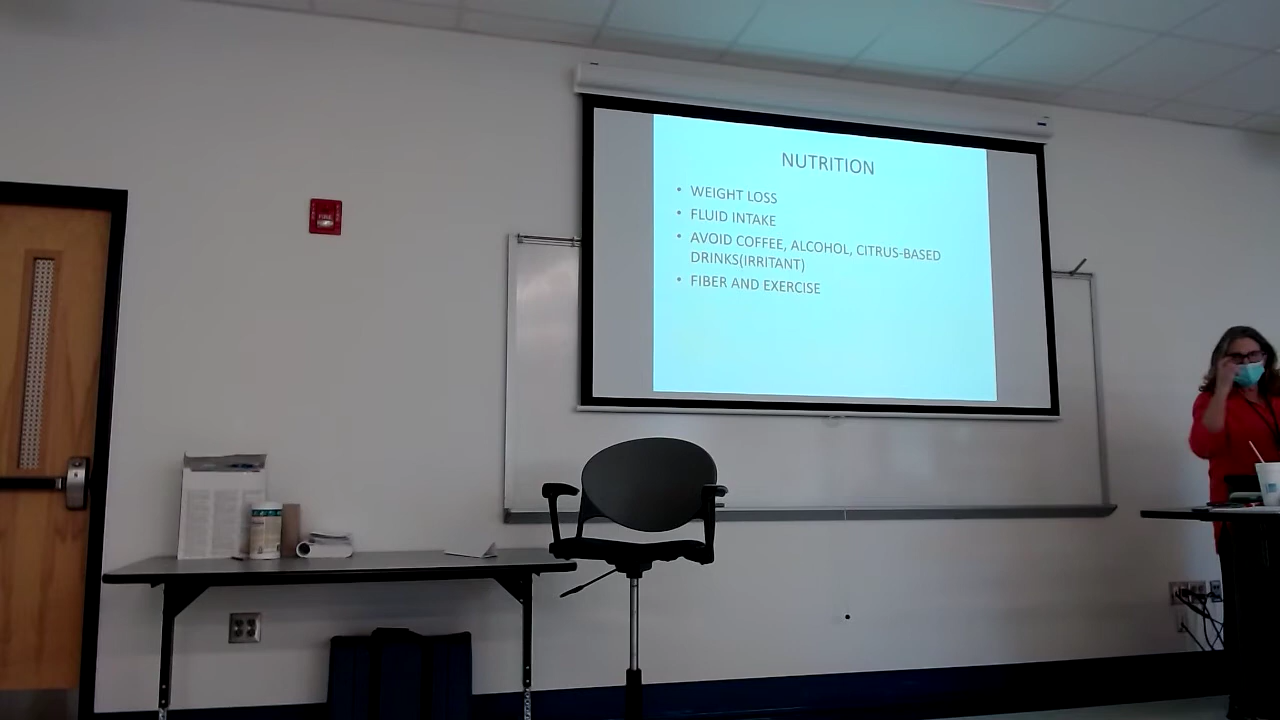 NUTRITION
• WEIGHT LOSS
• FLUID INTAKE
• AVOID COFFEE, ALCOHOL, CITRUS-BASED
DRINKS(IRRITANT)
• FIBER AND EXERCISE
FIRE